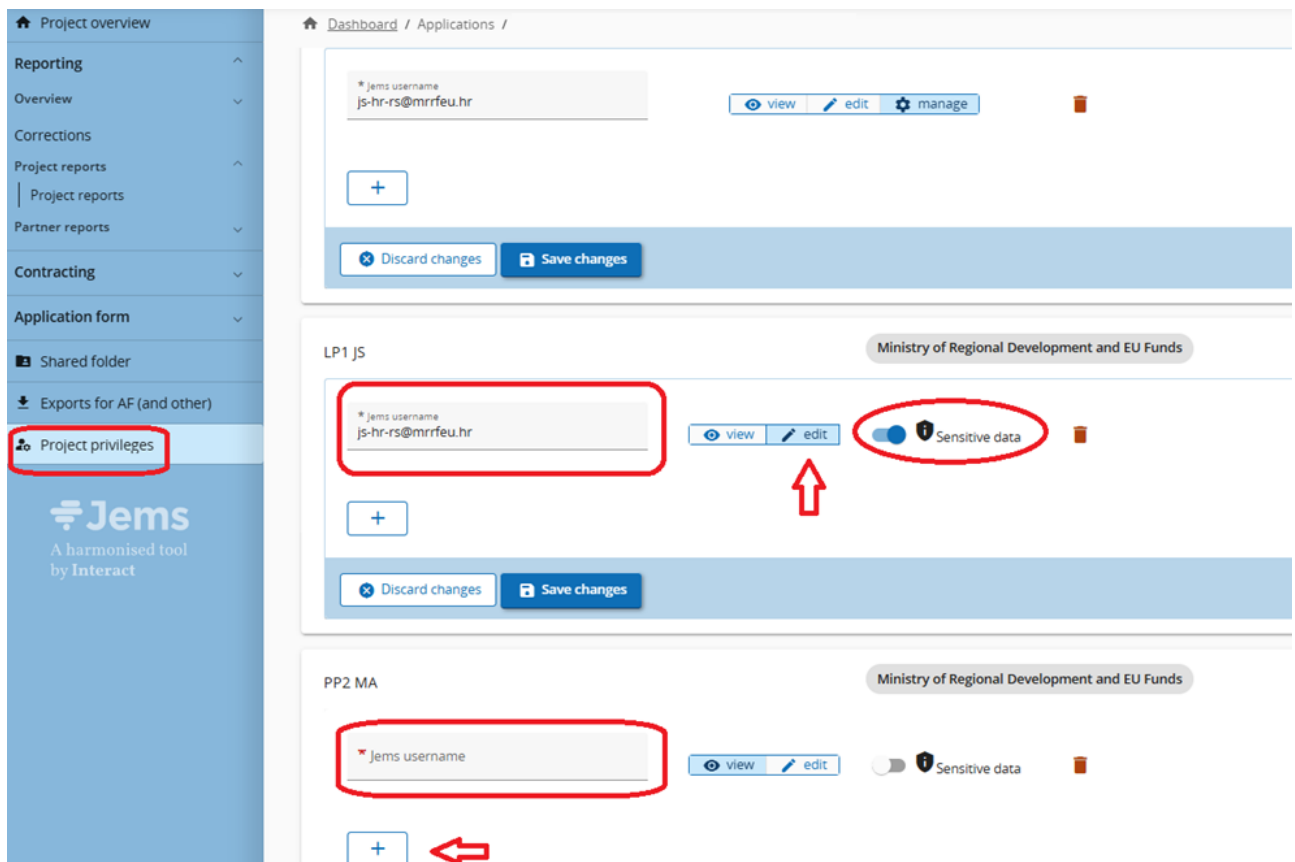 Project overview
Reporting
Overview
Corrections
Project reports
Project reports
Partner reports
Contracting
Application form
Shared folder
Exports for AF (and other)
Project privileges
Jems
A harmonised tool
by Interact
Dashboard / Applications /
* Jems username
js-hr-rs@mrrfeu.hr
view edit manage
+
Discard changes Save changes
LP1 JS Ministry of Regional Development and EU Funds
* Jems username
js-hr-rs@mrrfeu.hr
view edit Sensitive data
+
Discard changes Save changes
PP2 MA Ministry of Regional Development and EU Funds
* Jems username
view edit Sensitive data
+